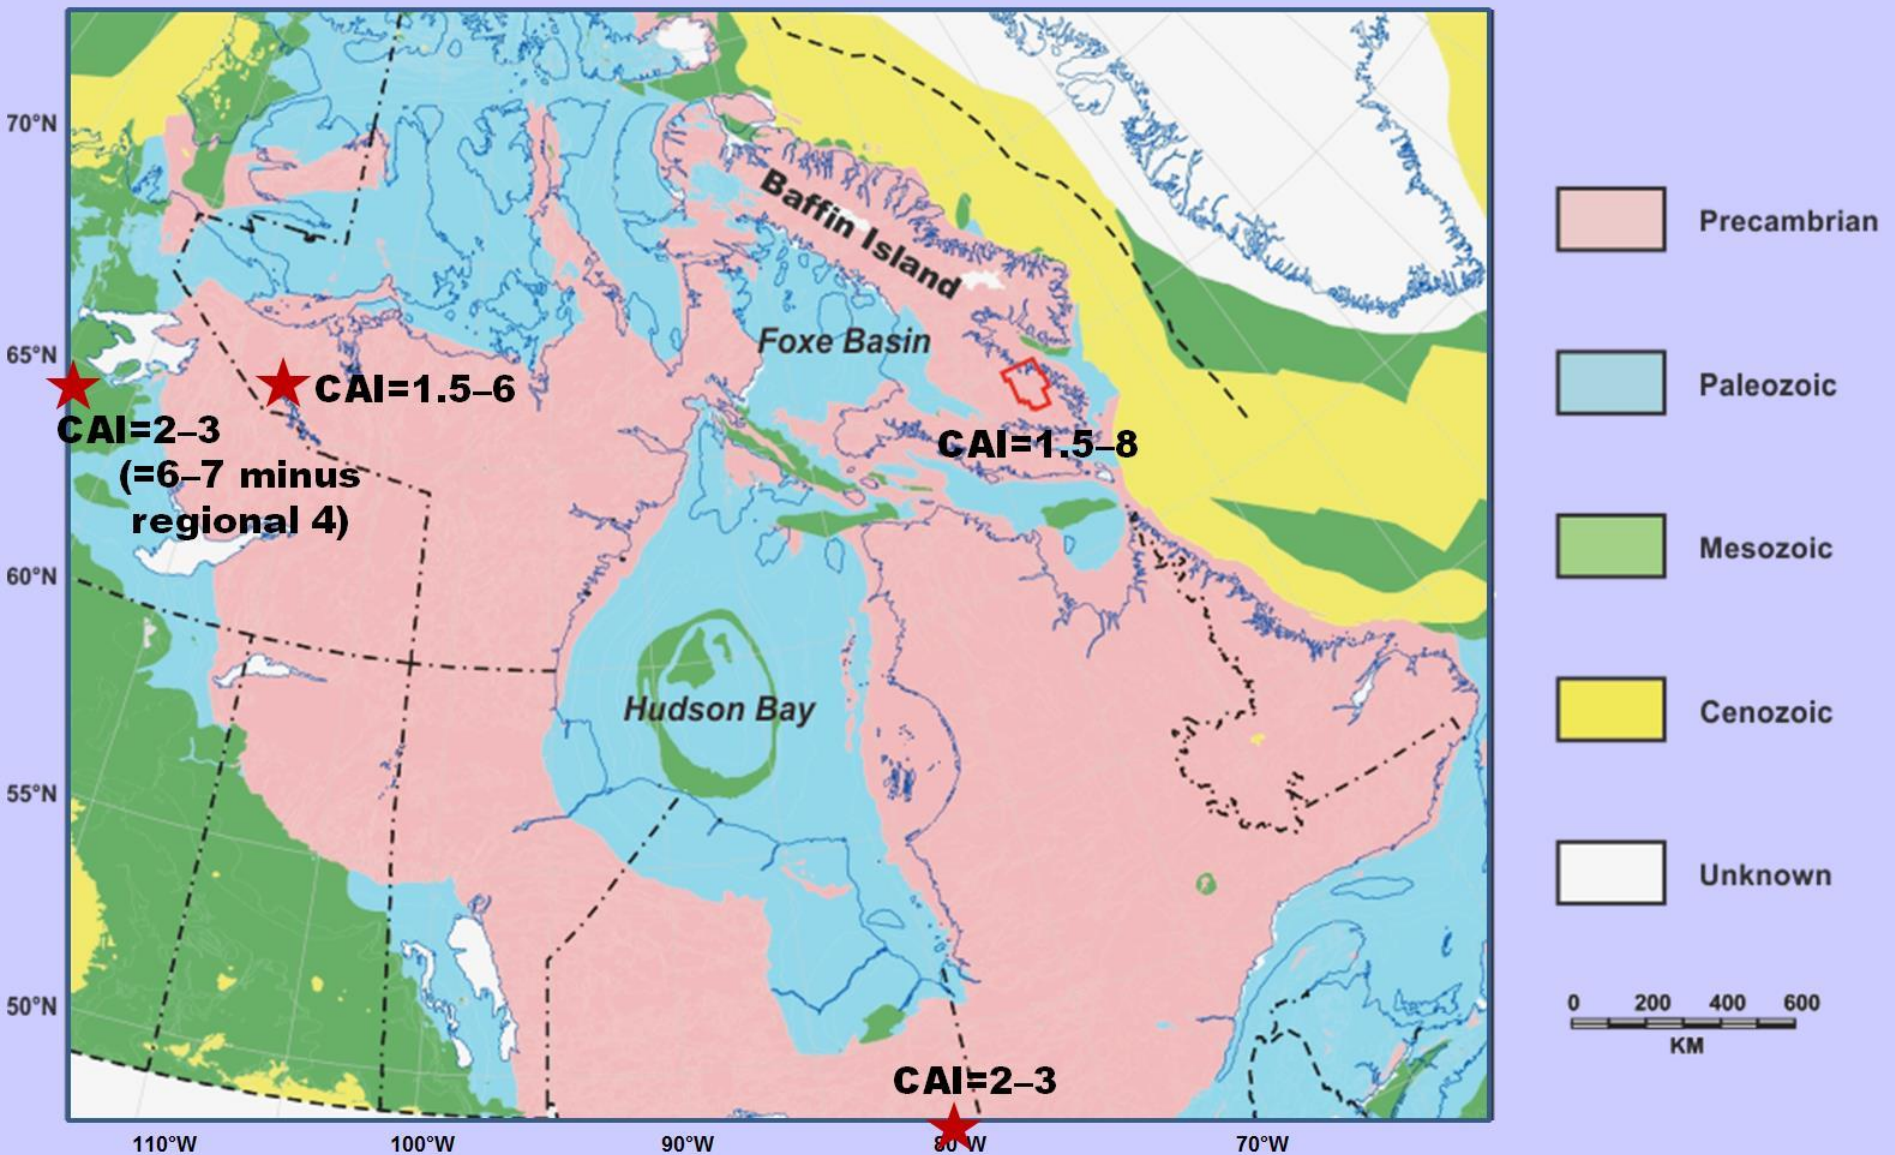 70°N
65°N
60°N
55°N
50°N
110°W
100°W
90°W
80°W
70°W
Baffin Island
Foxe Basin
Hudson Bay
CAI=1.5–6
CAI=2–3
(=6–7 minus
regional 4)
CAI=1.5–8
CAI=2–3
Precambrian
Paleozoic
Mesozoic
Cenozoic
Unknown
0 200 400 600
KM